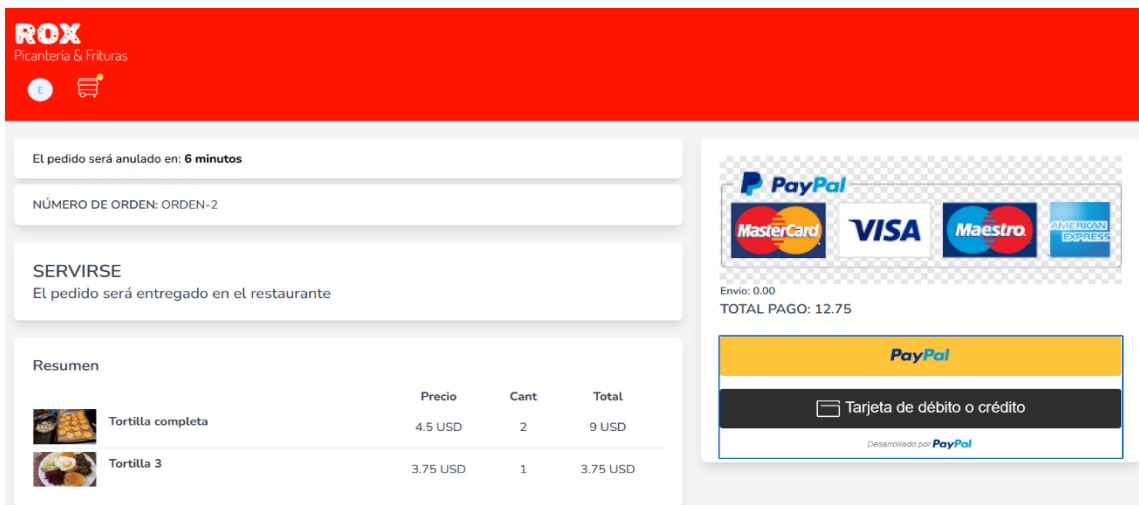 ROX
Picantería & Frituras
E
El pedido será anulado en: 6 minutos
NÚMERO DE ORDEN: ORDEN-2
SERVIRSE
El pedido será entregado en el restaurante
Resumen
Precio Cant Total
Tortilla completa 4.5 USD 2 9 USD
Tortilla 3 3.75 USD 1 3.75 USD
PayPal
MasterCard VISA Maestro AMERICAN EXPRESS
Envio: 0.00
TOTAL PAGO: 12.75
PayPal
Tarjeta de débito o crédito
Desarrollado por PayPal